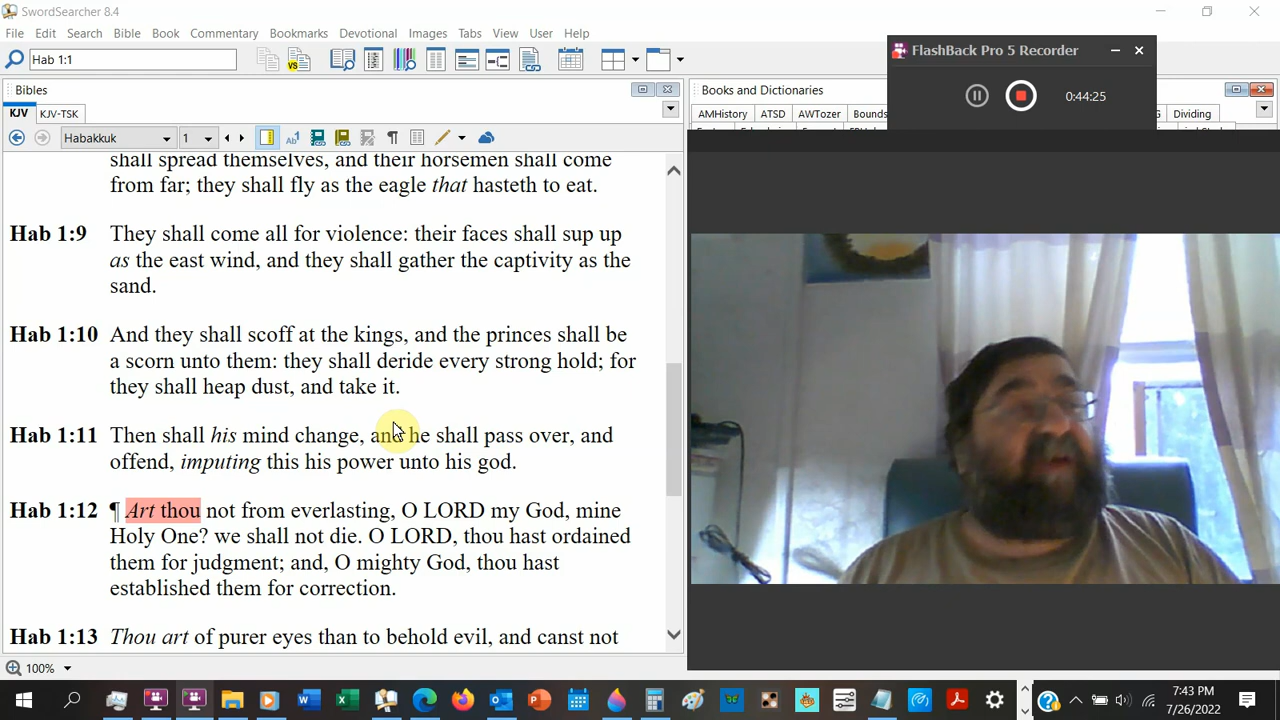 SwordSearcher 8.4
File Edit Search Bible Book Commentary Bookmarks Devotional Images Tabs View User Help
Hab 1:1
FlashBack Pro 5 Recorder
0:44:25
Bibles
Books and Dictionaries
KJV KJV-TSK
AMHistory ATSD AWTozer Bounds
G Dividing
Habakkuk 1
shall spread themselves, and their horsemen shall come
from far; they shall fly as the eagle that hasteth to eat.
Hab 1:9 They shall come all for violence: their faces shall sup up
as the east wind, and they shall gather the captivity as the
sand.
Hab 1:10 And they shall scoff at the kings, and the princes shall be
a scorn unto them: they shall deride every strong hold; for
they shall heap dust, and take it.
Hab 1:11 Then shall his mind change, and he shall pass over, and
offend, imputing this his power unto his god.
Hab 1:12 ¶ Art thou not from everlasting, O LORD my God, mine
Holy One? we shall not die. O LORD, thou hast ordained
them for judgment; and, O mighty God, thou hast
established them for correction.
Hab 1:13 Thou art of purer eyes than to behold evil, and canst not
100%
7:43 PM
7/26/2022